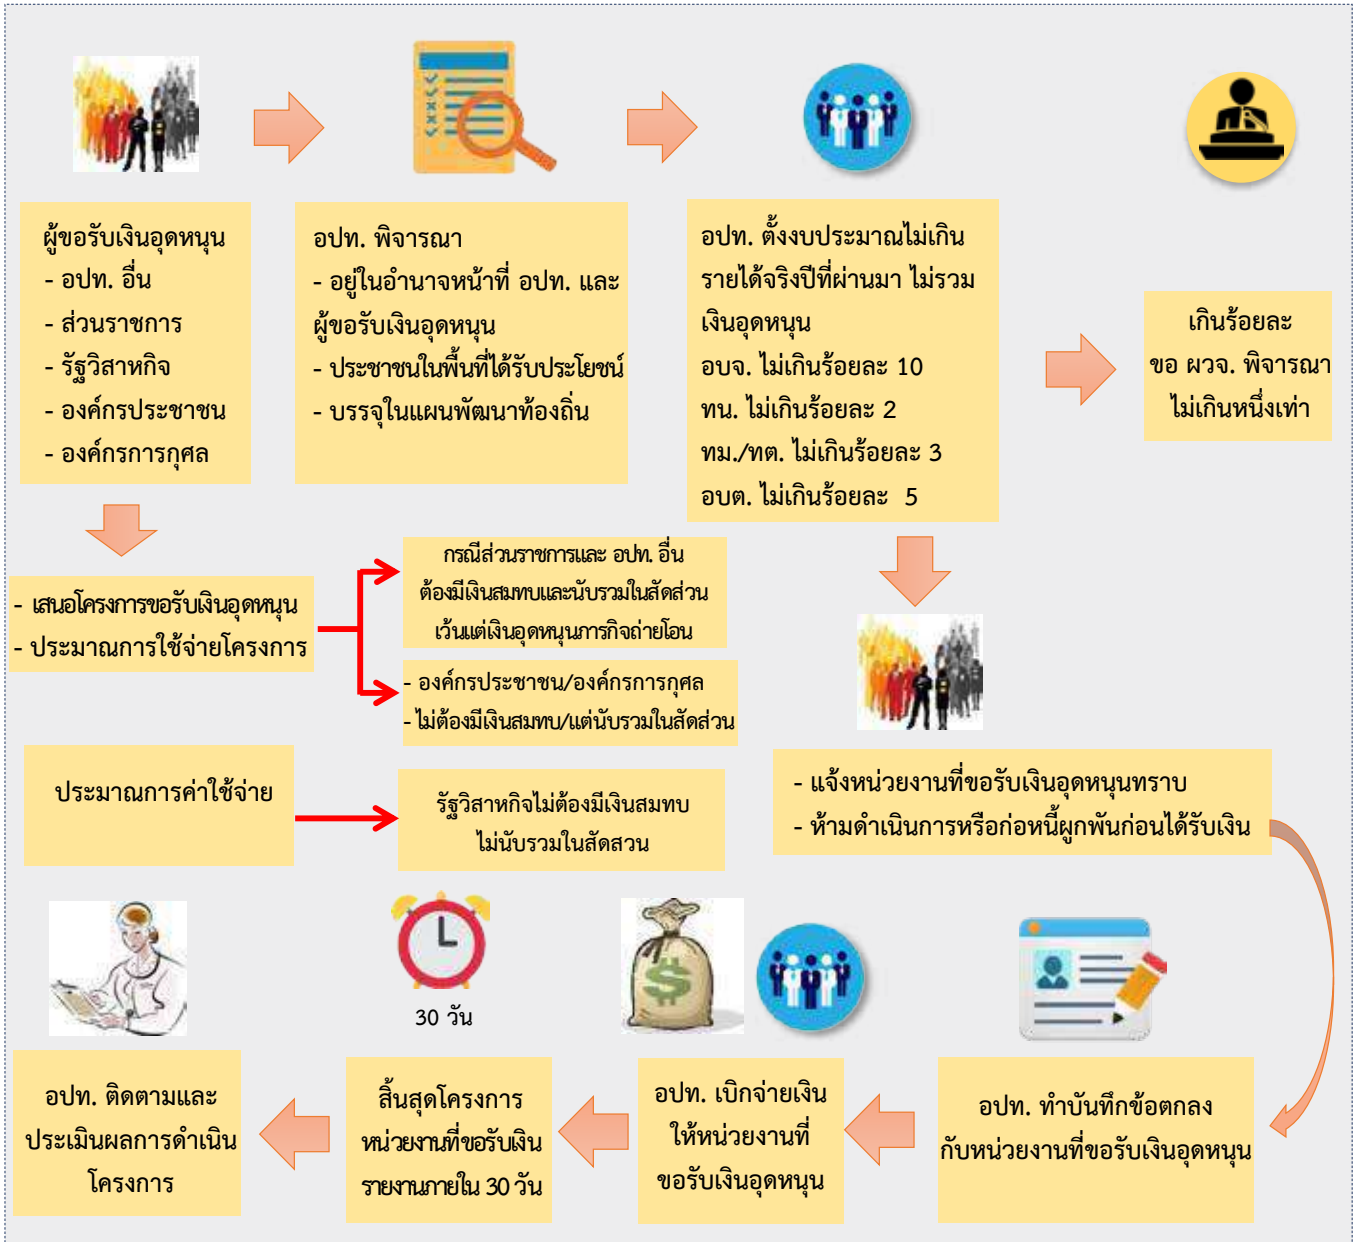 ผู้ขอรับเงินอุดหนุน
- อปท. อื่น
- ส่วนราชการ
- รัฐวิสาหกิจ
- องค์กรประชาชน
- องค์กรการกุศล
อปท. พิจารณา
- อยู่ในอำนาจหน้าที่ อปท. และ
ผู้ขอรับเงินอุดหนุน
- ประชาชนในพื้นที่ได้รับประโยชน์
- บรรจุในแผนพัฒนาท้องถิ่น
อปท. ตั้งงบประมาณไม่เกิน
รายได้จริงปีที่ผ่านมา ไม่รวม
เงินอุดหนุน
อบจ. ไม่เกินร้อยละ 10
ทน. ไม่เกินร้อยละ 2
ทม./ทต. ไม่เกินร้อยละ 3
อบต. ไม่เกินร้อยละ 5
เกินร้อยละ
ขอ ผวจ. พิจารณา
ไม่เกินหนึ่งเท่า
- เสนอโครงการขอรับเงินอุดหนุน
- ประมาณการใช้จ่ายโครงการ
กรณีส่วนราชการและ อปท. อื่น
ต้องมีเงินสมทบและนับรวมในสัดส่วน
เว้นแต่เงินอุดหนุนภารกิจถ่ายโอน
- องค์กรประชาชน/องค์กรการกุศล
- ไม่ต้องมีเงินสมทบ/แต่นับรวมในสัดส่วน
ประมาณการค่าใช้จ่าย
รัฐวิสาหกิจไม่ต้องมีเงินสมทบ
ไม่นับรวมในสัดสวน
- แจ้งหน่วยงานที่ขอรับเงินอุดหนุนทราบ
- ห้ามดำเนินการหรือก่อหนี้ผูกพันก่อนได้รับเงิน
อปท. ทำบันทึกข้อตกลง
กับหน่วยงานที่ขอรับเงินอุดหนุน
อปท. เบิกจ่ายเงิน
ให้หน่วยงานที่
ขอรับเงินอุดหนุน
30 วัน
สิ้นสุดโครงการ
หน่วยงานที่ขอรับเงิน
รายงานภายใน 30 วัน
อปท. ติดตามและ
ประเมินผลการดำเนิน
โครงการ